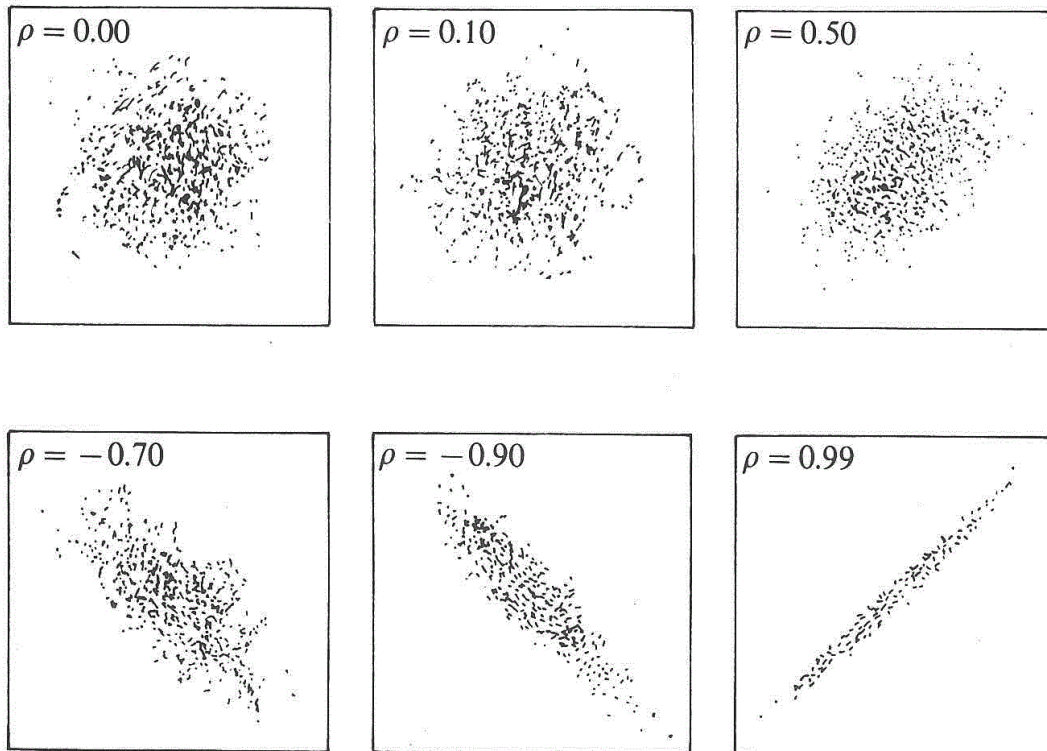 ρ = 0.00
ρ = 0.10
ρ = 0.50
ρ = −0.70
ρ = −0.90
ρ = 0.99